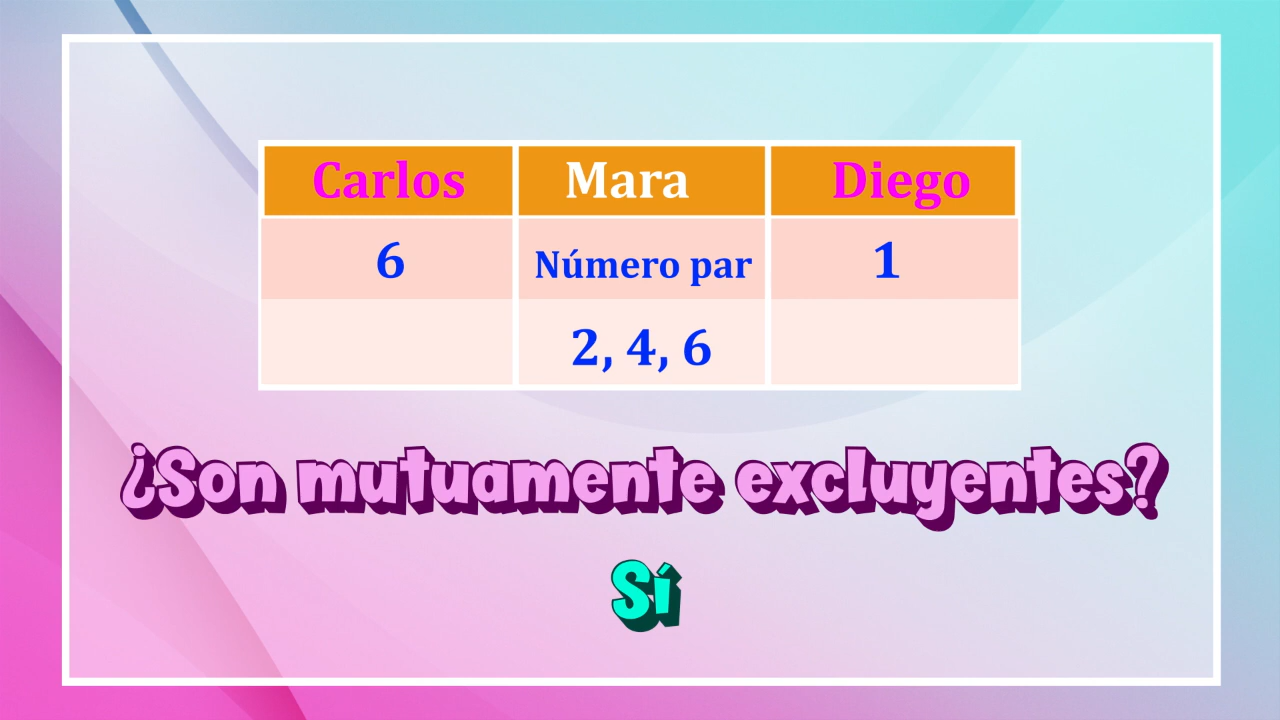 Carlos Mara Diego
6 Número par 1
2, 4, 6
¿Son mutuamente excluyentes?
Sí